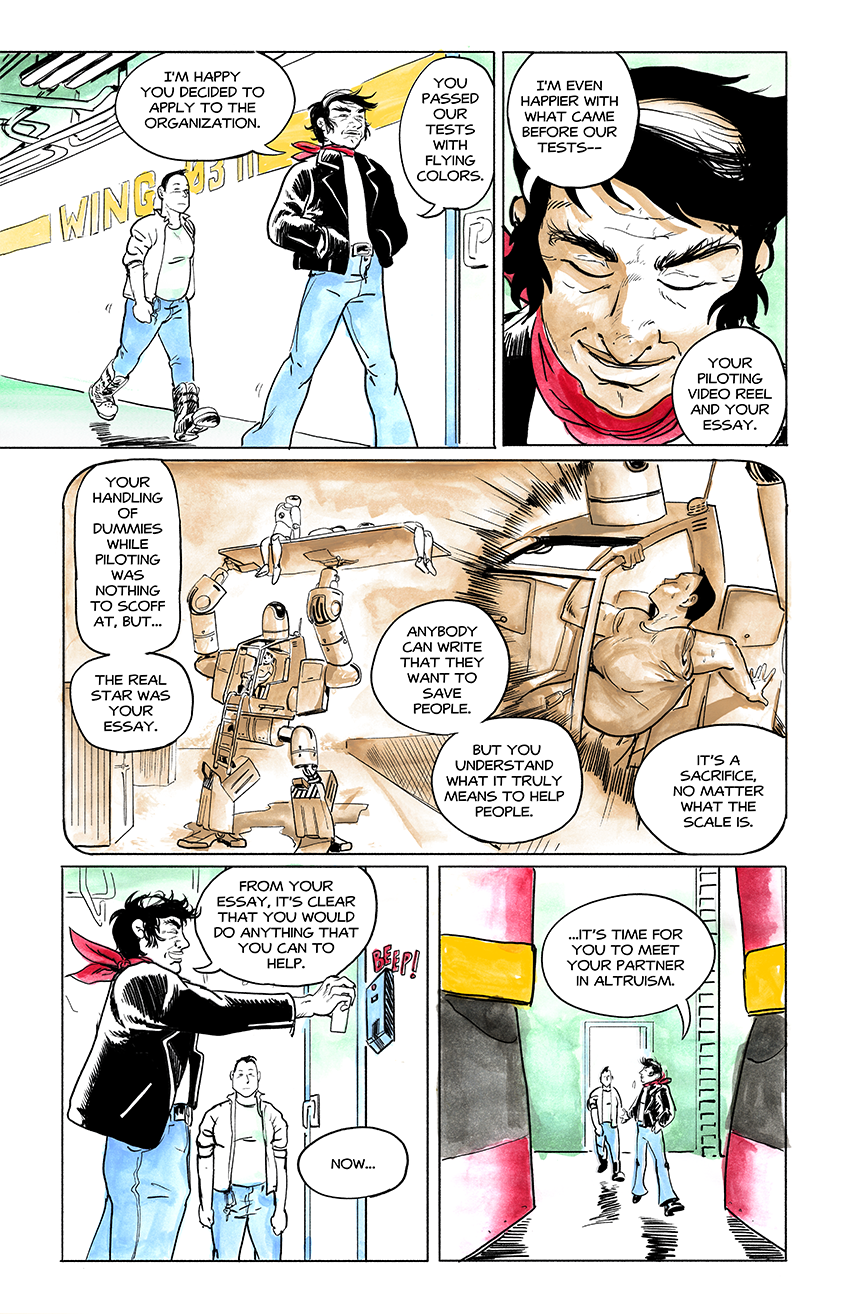 I'M HAPPY
YOU DECIDED TO
APPLY TO THE
ORGANIZATION.
YOU
PASSED
OUR
TESTS
WITH
FLYING
COLORS.
WING 03
I'M EVEN
HAPPIER WITH
WHAT CAME
BEFORE OUR
TESTS--
YOUR
PILOTING
VIDEO REEL
AND YOUR
ESSAY.
YOUR
HANDLING
OF
DUMMIES
WHILE
PILOTING
WAS
NOTHING
TO SCOFF
AT, BUT...
THE REAL
STAR WAS
YOUR
ESSAY.
ANYBODY
CAN WRITE
THAT THEY
WANT TO
SAVE
PEOPLE.
BUT YOU
UNDERSTAND
WHAT IT TRULY
MEANS TO HELP
PEOPLE.
IT'S A
SACRIFICE,
NO MATTER
WHAT THE
SCALE IS.
FROM YOUR
ESSAY, IT'S CLEAR
THAT YOU WOULD
DO ANYTHING THAT
YOU CAN TO
HELP.
BEEP!
NOW...
...IT'S TIME FOR
YOU TO MEET
YOUR PARTNER
IN ALTRUISM.